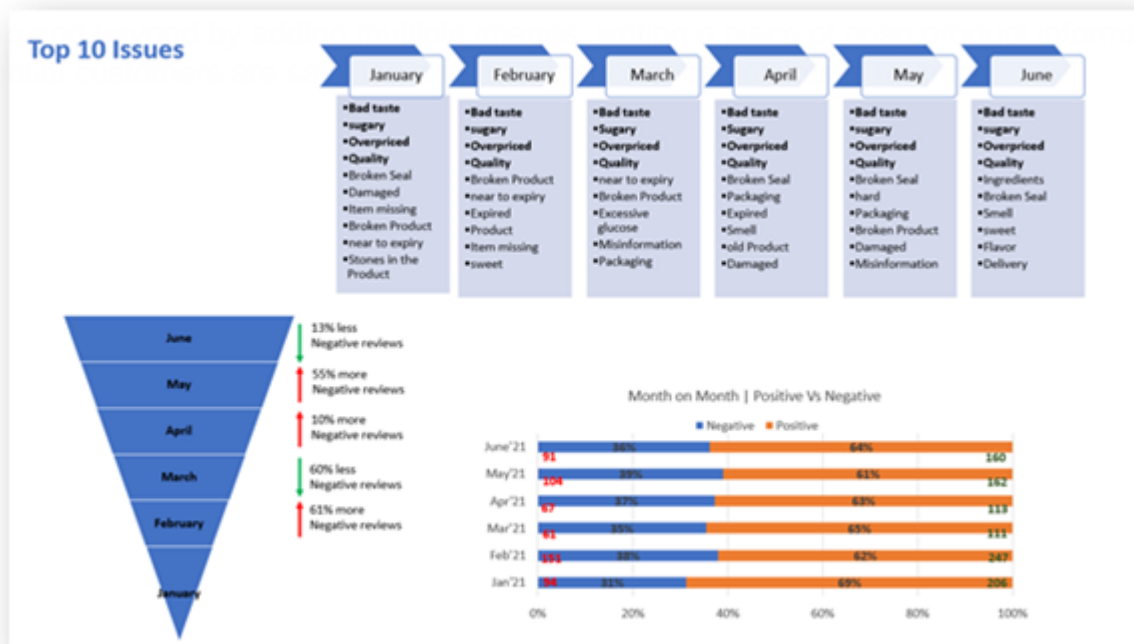 Top 10 Issues
January
▪Bad taste
▪sugary
▪Overpriced
▪Quality
▪Broken Seal
▪Damaged
▪Item missing
▪Broken Product
▪near to expiry
▪Stones in the
Product
February
▪Bad taste
▪sugary
▪Overpriced
▪Quality
▪Broken Product
▪near to expiry
▪Expired
▪Product
▪Item missing
▪sweet
March
▪Bad taste
▪Sugary
▪Overpriced
▪Quality
▪near to expiry
▪Broken Product
▪Excessive
glucose
▪Misinformation
▪Packaging
April
▪Bad taste
▪Sugary
▪Overpriced
▪Quality
▪Broken Seal
▪Packaging
▪Expired
▪Smell
▪old Product
▪Damaged
May
▪Bad taste
▪sugary
▪Overpriced
▪Quality
▪Broken Seal
▪hard
▪Packaging
▪Broken Product
▪Damaged
▪Misinformation
June
▪Bad taste
▪sugary
▪Overpriced
▪Quality
▪Ingredients
▪Broken Seal
▪Smell
▪sweet
▪Flavor
▪Delivery
June
13% less
Negative reviews
May
55% more
Negative reviews
April
10% more
Negative reviews
March
60% less
Negative reviews
February
61% more
Negative reviews
January
Month on Month | Positive Vs Negative
Negative Positive
June'21 36% 64%
91 160
May'21 39% 61%
104 162
Apr'21 37% 63%
67 113
Mar'21 35% 65%
61 111
Feb'21 151 38% 62% 247
Jan'21 94 31% 69% 206
0% 20% 40% 60% 80% 100%